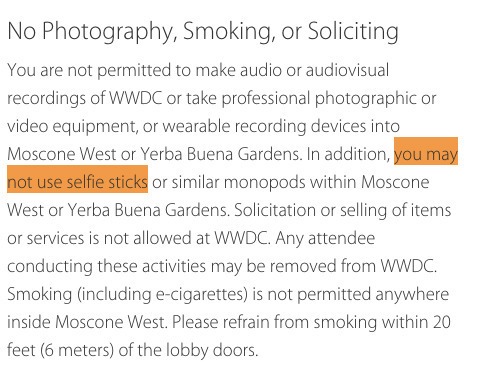 No Photography, Smoking, or Soliciting
You are not permitted to make audio or audiovisual
recordings of WWDC or take professional photographic or
video equipment, or wearable recording devices into
Moscone West or Yerba Buena Gardens. In addition, you may
not use selfie sticks or similar monopods within Moscone
West or Yerba Buena Gardens. Solicitation or selling of items
or services is not allowed at WWDC. Any attendee
conducting these activities may be removed from WWDC.
Smoking (including e-cigarettes) is not permitted anywhere
inside Moscone West. Please refrain from smoking within 20
feet (6 meters) of the lobby doors.